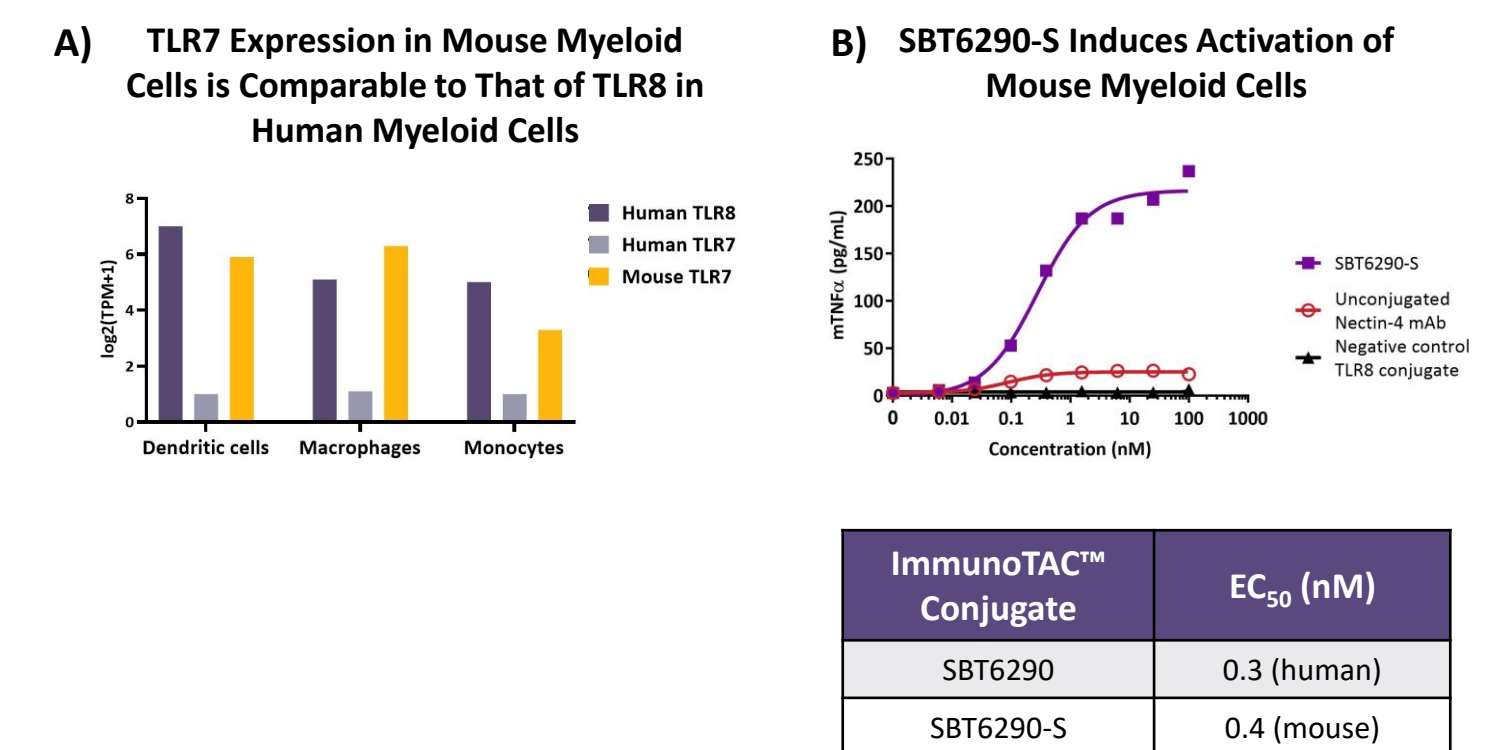 A) TLR7 Expression in Mouse Myeloid
Cells is Comparable to That of TLR8 in
Human Myeloid Cells
8
6
4
2
0
log2(TPM+1)
Dendritic cells Macrophages Monocytes
Human TLR8
Human TLR7
Mouse TLR7
B) SBT6290-S Induces Activation of
Mouse Myeloid Cells
250
200
150
100
50
0
mTNFα (pg/mL)
0 0.01 0.1 1 10 100 1000
Concentration (nM)
SBT6290-S
Unconjugated
Nectin-4 mAb
Negative control
TLR8 conjugate
ImmunoTAC™
Conjugate
EC50 (nM)
SBT6290 0.3 (human)
SBT6290-S 0.4 (mouse)